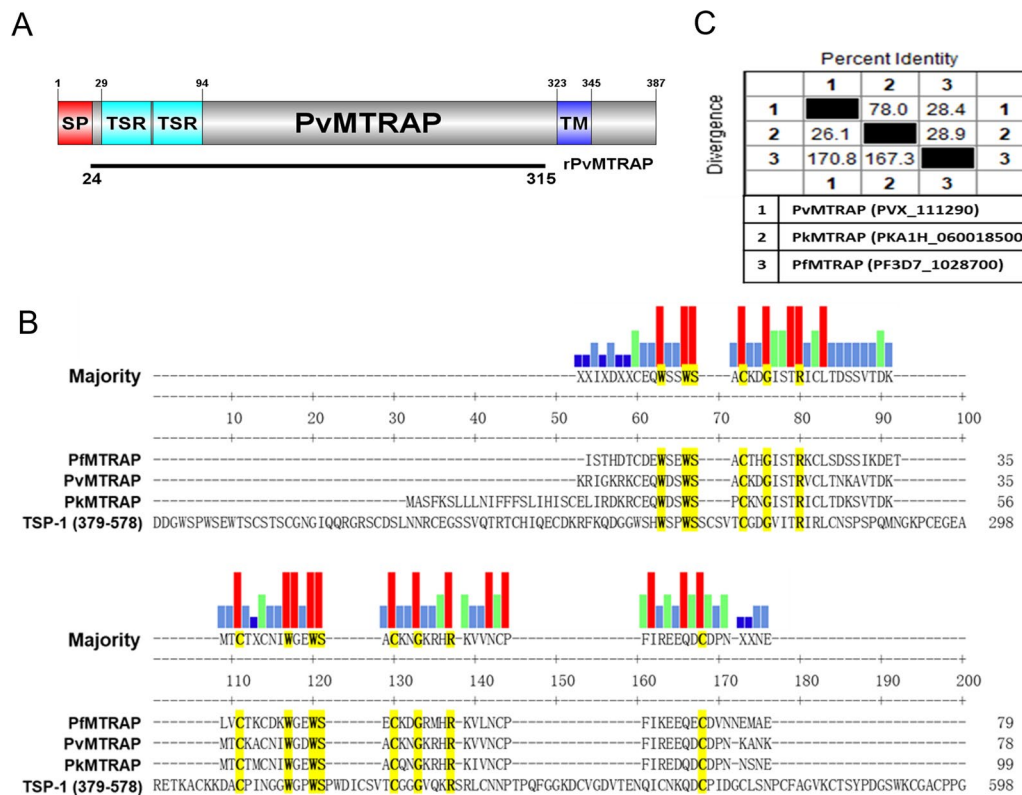 A
1 29 94 323 345 387
SP TSR TSR PvMTRAP TM
rPvMTRAP
24 315
C
Percent Identity
Divergence
1 2 3
1 78.0 28.4 1
2 26.1 28.9 2
3 170.8 167.3 3
1 2 3
1 PvMTRAP (PVX_111290)
2 PkMTRAP (PKA1H_060018500
3 PfMTRAP (PF3D7_1028700)
B
Majority XXIXDXXCEQWSSWS-----ACKDGISTRICLTDSSVTDK
10 20 30 40 50 60 70 80 90 100
PfMTRAP ISTHDTCDEWSEWS-----ACTHGISTRKCLSDSSIKDET 35
PvMTRAP KRIGKRKCEQWDSWS-----ACKDGISTRVCLTNKAVTDK 35
PkMTRAP MASFKSLLLNIFFFSLIHISCELIRDKRCEQWDSWS-----PCKNGISTRVCLTDKSVTDK 56
TSP-1 (379-578) DDGWSPWSEWTSCSTSCGNGIQQRGRSCDSLNNRCEGSSVQTRTCHIQECDKRFKQDGGWSHWSPWSSCSVTCGDGVITRIRLCNSPSPQMNGKPCEGEA 298
Majority MTCTXCNIWGEWS--------ACKNGKRHR-KVVNCP FIREEQDCDPN-XXNE
110 120 130 140 150 160 170 180 190 200
PfMTRAP LVCTKCDKWGEWS--------ECKDGRMHR-KVLNCP FIKEEQECDVNNEMAE 79
PvMTRAP MTCKACNIWGDWS--------ACKNGKRHR-KVVNCP FIREEQDCDPN-KANK 78
PkMTRAP MTCTMCNIWGEWS--------ACQNGKRHR-KIVNCP FIREDQDCDPN-NSNE 99
TSP-1 (379-578) RETKACKKDACPINGGWGPWSPWDICSVTCGGGVQKRSRLCNNPTPQFGGKDCVGDVTENQICNKQDCPIDGCLSNPCFAGVKCTSYPDGSWKCGACPPG 598